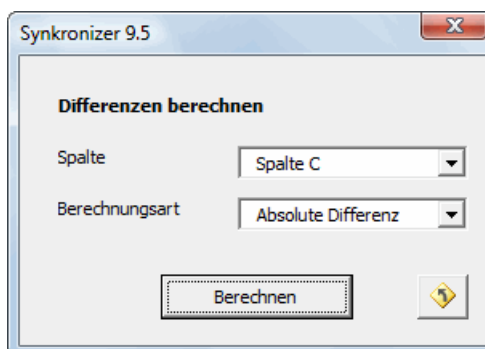 Synkronizer 9.5
Differenzen berechnen
Spalte Spalte C
Berechnungsart Absolute Differenz
Berechnen